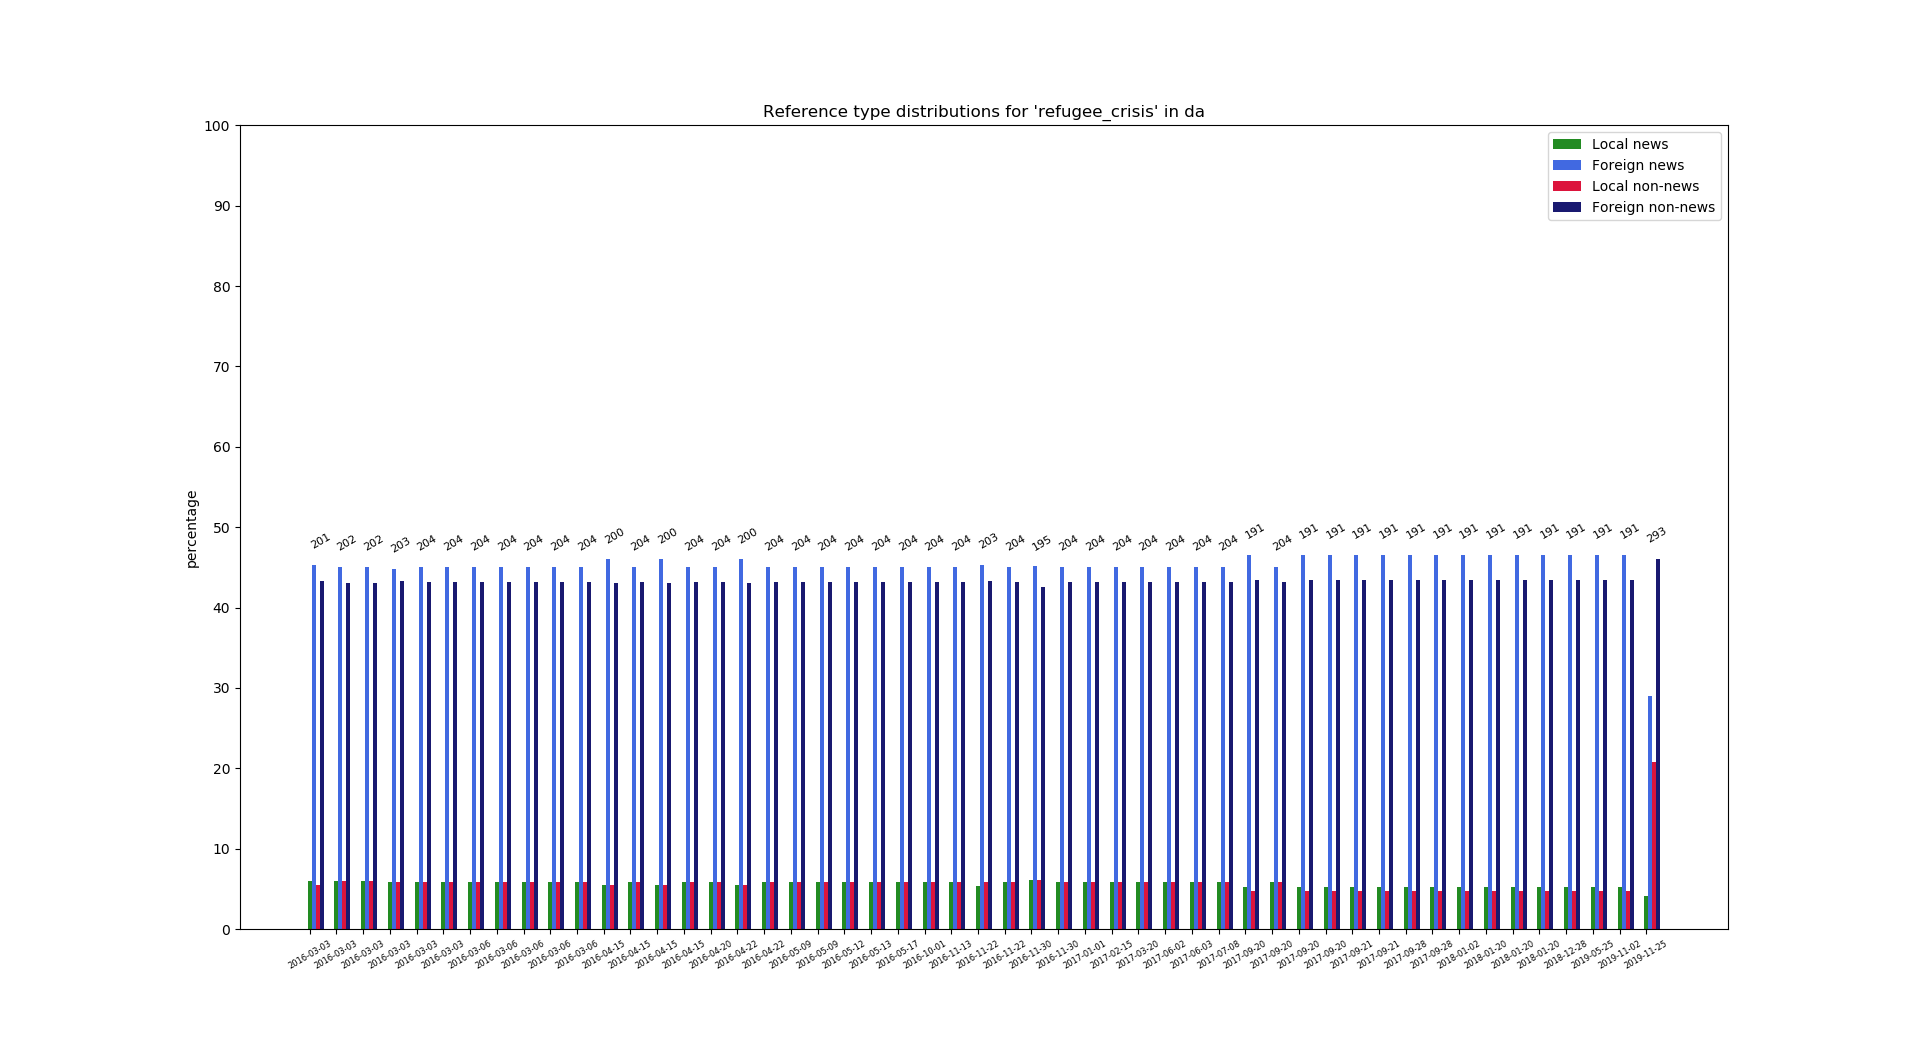 Reference type distributions for 'refugee_crisis' in da
Local news
Foreign news
Local non-news
Foreign non-news
percentage
100
90
80
70
60
50
40
30
20
10
0
201 202 202 203 204 204 204 204 204 204 204 200 204 200 204 204 200 204 204 204 204 204 204 204 204 203 204 195 204 204 204 204 204 204 204 191 204 191 191 191 191 191 191 191 191 191 191 191 191 191 293
2016-03-03 2016-03-03 2016-03-03 2016-03-03 2016-03-03 2016-03-03 2016-03-06 2016-03-06 2016-03-06 2016-03-06 2016-03-06 2016-04-15 2016-04-15 2016-04-15 2016-04-15 2016-04-20 2016-04-22 2016-04-22 2016-05-09 2016-05-09 2016-05-12 2016-05-13 2016-05-17 2016-10-01 2016-11-13 2016-11-22 2016-11-22 2016-11-30 2016-11-30 2017-01-01 2017-02-15 2017-03-20 2017-06-02 2017-06-03 2017-07-08 2017-09-20 2017-09-20 2017-09-20 2017-09-20 2017-09-21 2017-09-21 2017-09-28 2017-09-28 2018-01-02 2018-01-20 2018-01-20 2018-01-20 2018-12-28 2019-05-25 2019-11-02 2019-11-25